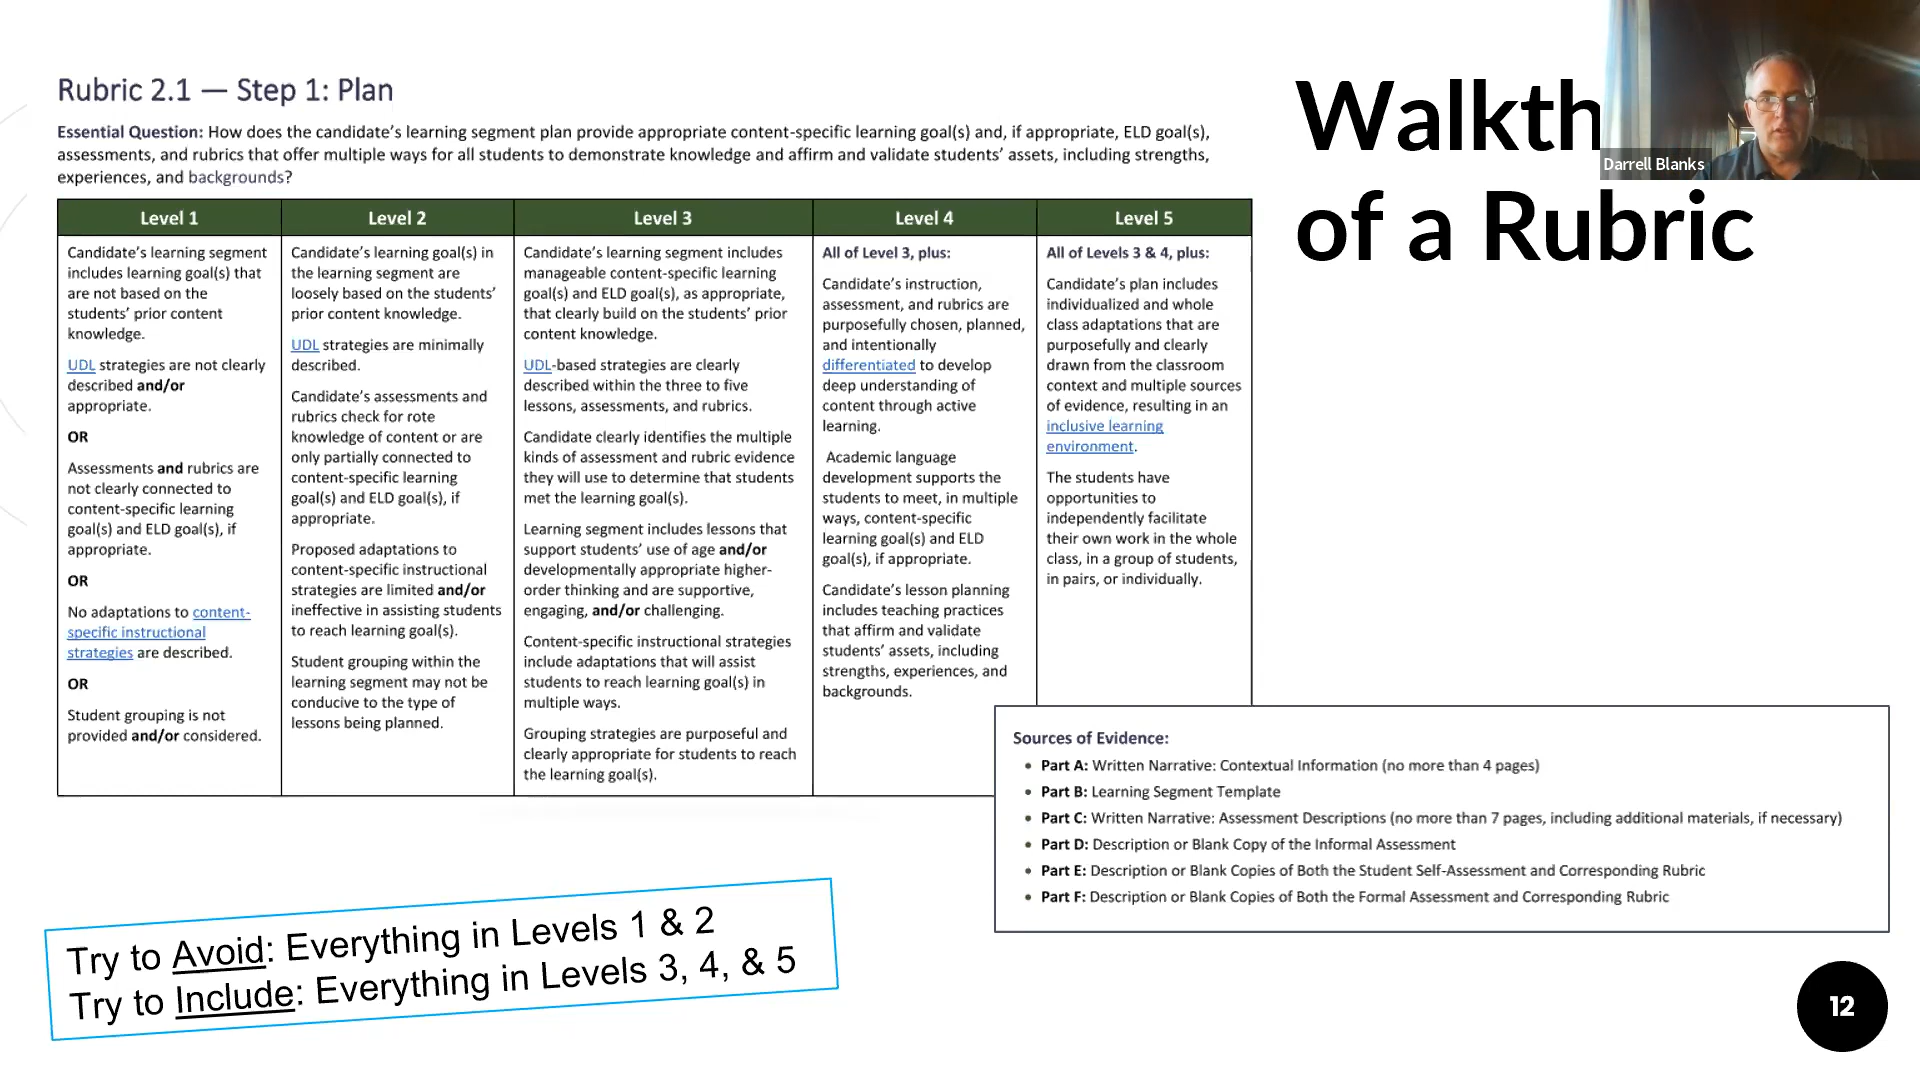 Rubric 2.1 — Step 1: Plan
Essential Question: How does the candidate's learning segment plan provide appropriate content-specific learning goal(s) and, if appropriate, ELD goal(s),
assessments, and rubrics that offer multiple ways for all students to demonstrate knowledge and affirm and validate students' assets, including strengths,
experiences, and backgrounds?
Level 1
Candidate's learning segment
includes learning goal(s) that
are not based on the
students' prior content
knowledge.
UDL strategies are not clearly
described and/or
appropriate.
OR
Assessments and rubrics are
not clearly connected to
content-specific learning
goal(s) and ELD goal(s), if
appropriate.
OR
No adaptations to content-
specific instructional
strategies are described.
OR
Student grouping is not
provided and/or considered.
Level 2
Candidate's learning goal(s) in
the learning segment are
loosely based on the students'
prior content knowledge.
UDL strategies are minimally
described.
Candidate's assessments and
rubrics check for rote
knowledge of content or are
only partially connected to
content-specific learning
goal(s) and ELD goal(s), if
appropriate.
Proposed adaptations to
content-specific instructional
strategies are limited and/or
ineffective in assisting students
to reach learning goal(s).
Student grouping within the
learning segment may not be
conducive to the type of
lessons being planned.
Level 3
Candidate's learning segment includes
manageable content-specific learning
goal(s) and ELD goal(s), as appropriate,
that clearly build on the students' prior
content knowledge.
UDL-based strategies are clearly
described within the three to five
lessons, assessments, and rubrics.
Candidate clearly identifies the multiple
kinds of assessment and rubric evidence
they will use to determine that students
met the learning goal(s).
Learning segment includes lessons that
support students' use of age and/or
developmentally appropriate higher-
order thinking and are supportive,
engaging, and/or challenging.
Content-specific instructional strategies
include adaptations that will assist
students to reach learning goal(s) in
multiple ways.
Grouping strategies are purposeful and
clearly appropriate for students to reach
the learning goal(s).
Level 4
All of Level 3, plus:
Candidate's instruction,
assessment, and rubrics are
purposefully chosen, planned,
and intentionally
differentiated to develop
deep understanding of
content through active
learning.
Academic language
development supports the
students to meet, in multiple
ways, content-specific
learning goal(s) and ELD
goal(s), if appropriate.
Candidate's lesson planning
includes teaching practices
that affirm and validate
students' assets, including
strengths, experiences, and
backgrounds.
Level 5
All of Levels 3 & 4, plus:
Candidate's plan includes
individualized and whole
class adaptations that are
purposefully and clearly
drawn from the classroom
context and multiple sources
of evidence, resulting in an
inclusive learning
environment.
The students have
opportunities to
independently facilitate
their own work in the whole
class, in a group of students,
in pairs, or individually.
Walkth
of a Rubric
Darrell Blanks
Sources of Evidence:
• Part A: Written Narrative: Contextual Information (no more than 4 pages)
• Part B: Learning Segment Template
• Part C: Written Narrative: Assessment Descriptions (no more than 7 pages, including additional materials, if necessary)
• Part D: Description or Blank Copy of the Informal Assessment
• Part E: Description or Blank Copies of Both the Student Self-Assessment and Corresponding Rubric
• Part F: Description or Blank Copies of Both the Formal Assessment and Corresponding Rubric
Try to Avoid: Everything in Levels 1 & 2
Try to Include: Everything in Levels 3, 4, & 5
12